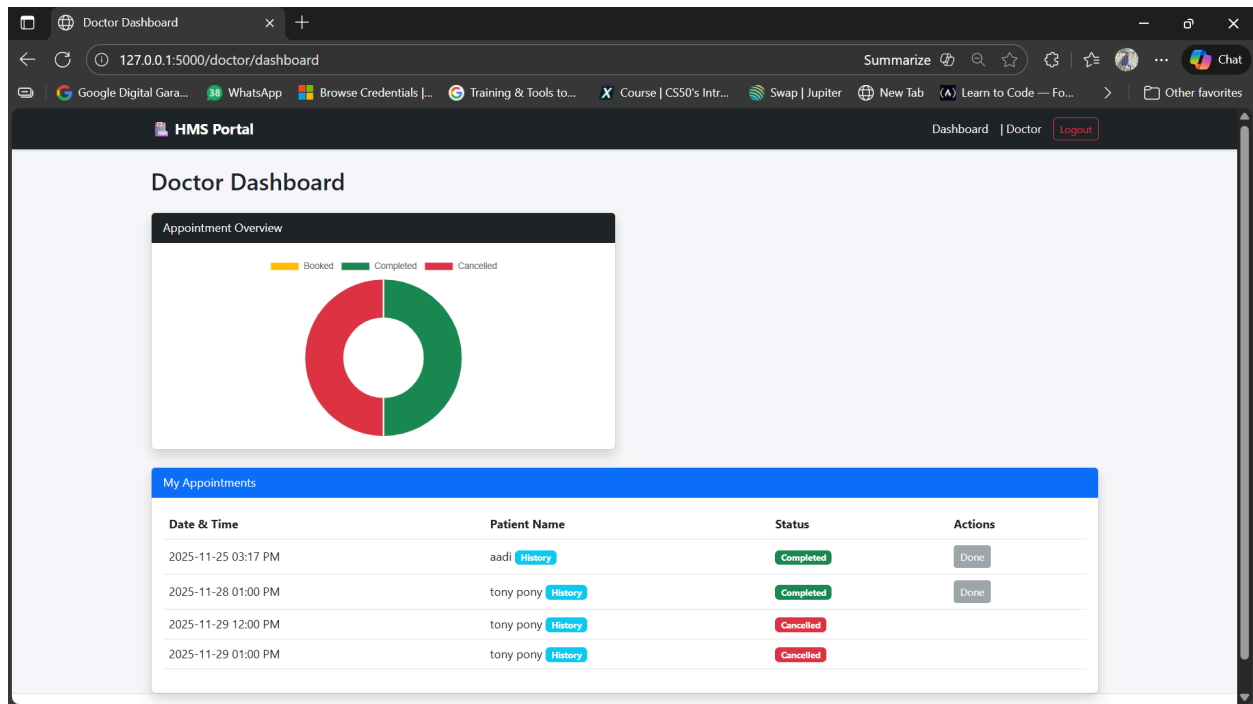 Doctor Dashboard
127.0.0.1:5000/doctor/dashboard Summarize Chat
Google Digital Gara... 38 WhatsApp Browse Credentials |... Training & Tools to... X Course | CS50's Intr... Swap | Jupiter New Tab (A) Learn to Code — Fo... Other favorites
HMS Portal Dashboard | Doctor Logout
Doctor Dashboard
Appointment Overview
Booked Completed Cancelled
My Appointments
Date & Time Patient Name Status Actions
2025-11-25 03:17 PM aadi History Completed Done
2025-11-28 01:00 PM tony pony History Completed Done
2025-11-29 12:00 PM tony pony History Cancelled
2025-11-29 01:00 PM tony pony History Cancelled